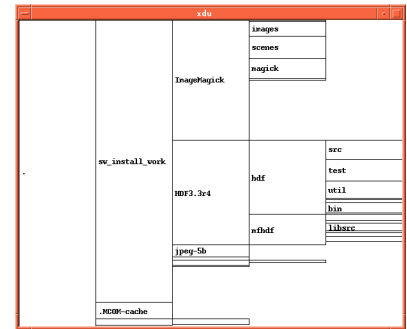 xdu
images
scenes
magick
ImageMagick
src
sw_install_work
hdf
test
.
HDF3.3r4
util
bin
mfhdf
libsrc
jpeg-5b
.MCOM-cache